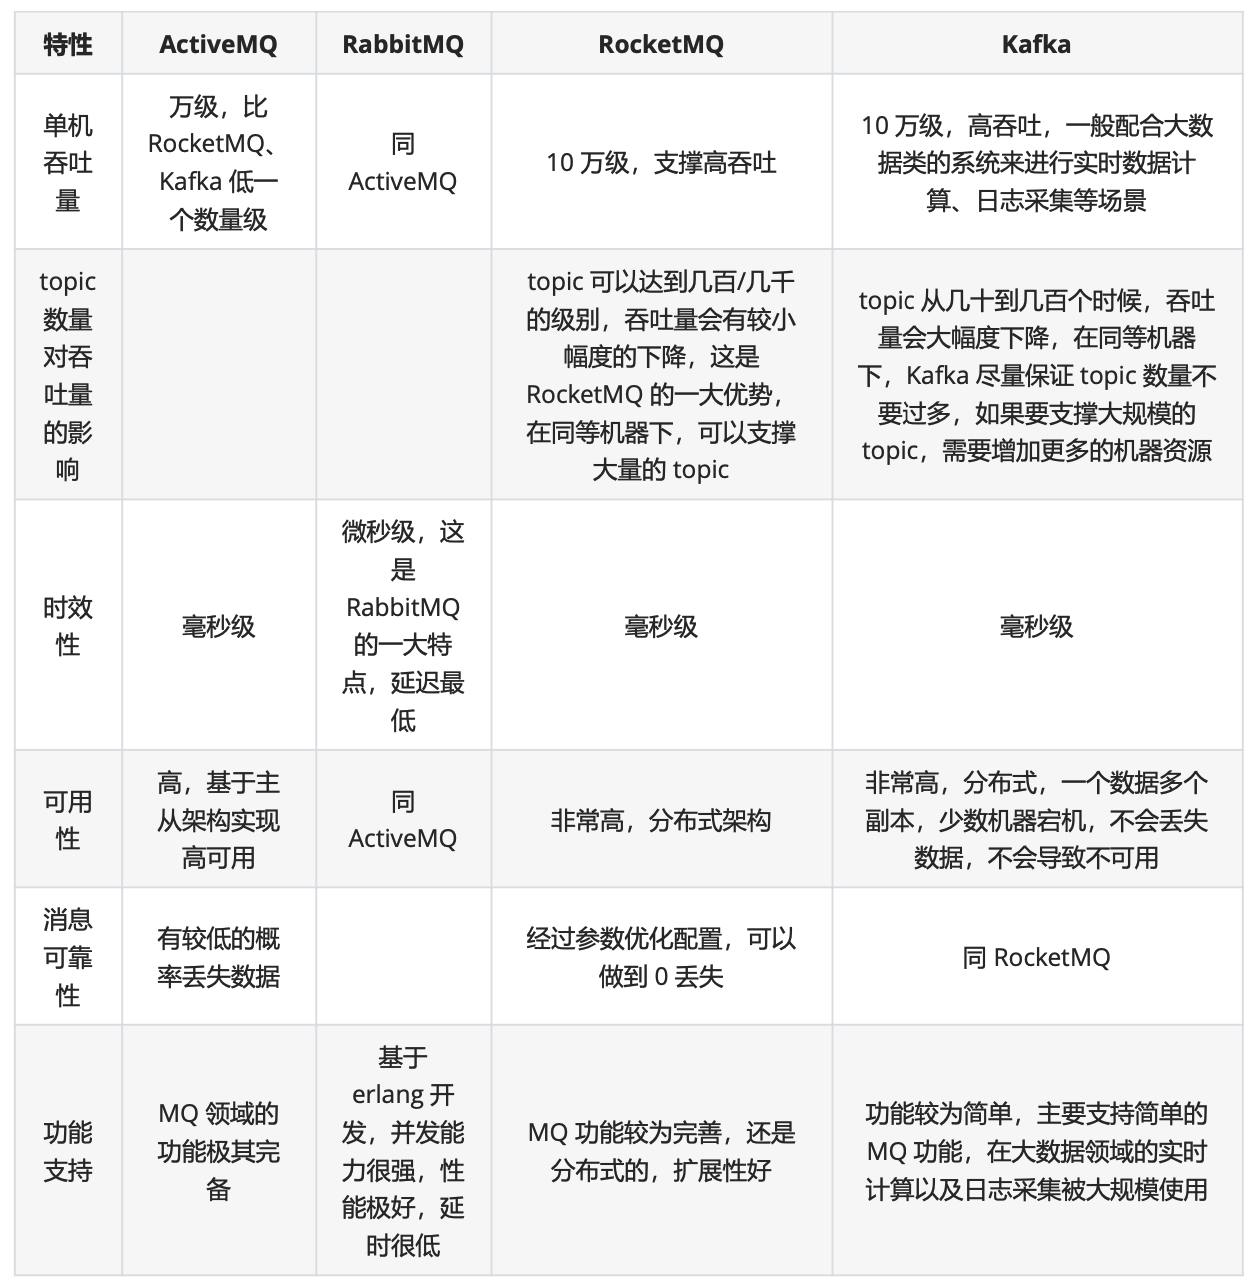 特性
ActiveMQ
RabbitMQ
RocketMQ
Kafka
单机
吞吐
量
万级，比
RocketMQ、
Kafka 低一
个数量级
同
ActiveMQ
10 万级，支撑高吞吐
10 万级，高吞吐，一般配合大数
据类的系统来进行实时数据计
算、日志采集等场景
topic
数量
对吞
吐量
的影
响
topic 可以达到几百/几千
的级别，吞吐量会有较小
幅度的下降，这是
RocketMQ 的一大优势，
在同等机器下，可以支撑
大量的 topic
topic 从几十到几百个时候，吞吐
量会大幅度下降，在同等机器
下，Kafka 尽量保证 topic 数量不
要过多，如果要支撑大规模的
topic，需要增加更多的机器资源
时效
性
毫秒级
微秒级，这
是
RabbitMQ
的一大特
点，延迟最
低
毫秒级
毫秒级
可用
性
高，基于主
从架构实现
高可用
同
ActiveMQ
非常高，分布式架构
非常高，分布式，一个数据多个
副本，少数机器宕机，不会丢失
数据，不会导致不可用
消息
可靠
性
有较低的概
率丢失数据
经过参数优化配置，可以
做到 0 丢失
同 RocketMQ
功能
支持
MQ 领域的
功能极其完
备
基于
erlang 开
发，并发能
力很强，性
能极好，延
时很低
MQ 功能较为完善，还是
分布式的，扩展性好
功能较为简单，主要支持简单的
MQ 功能，在大数据领域的实时
计算以及日志采集被大规模使用